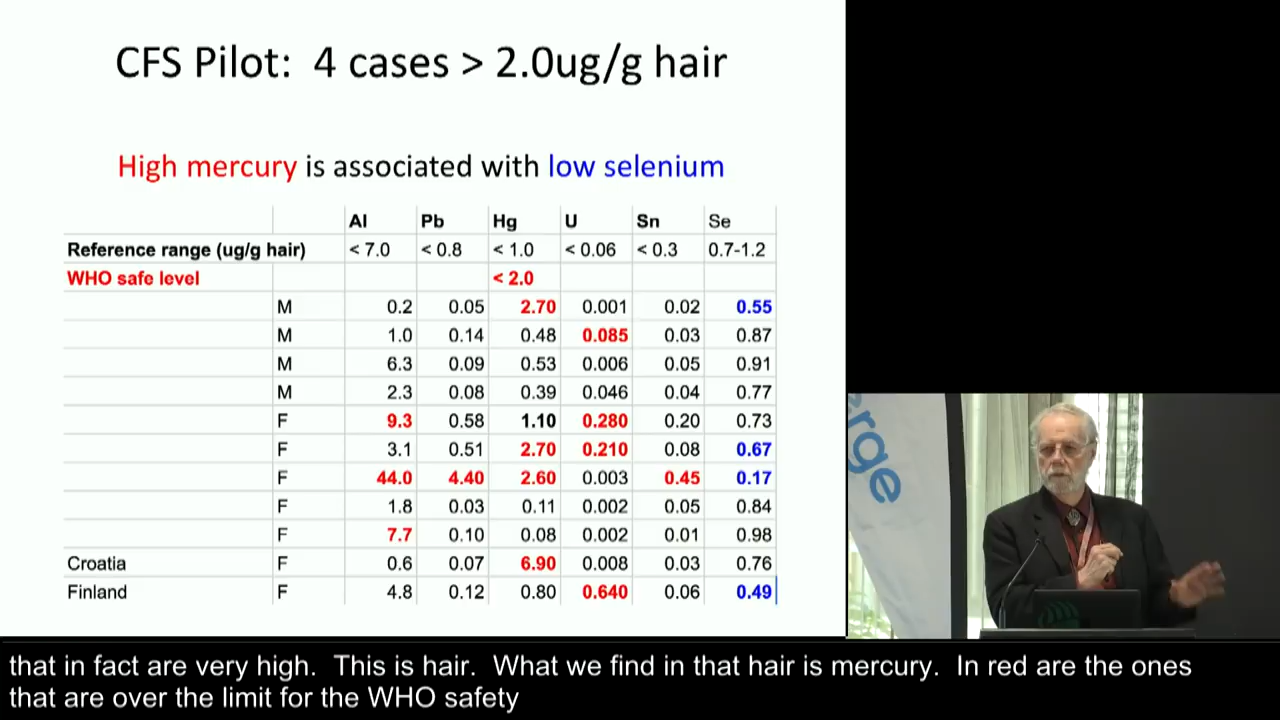 CFS Pilot: 4 cases > 2.0ug/g hair
High mercury is associated with low selenium
Al Pb Hg U Sn Se
Reference range (ug/g hair) < 7.0 < 0.8 < 1.0 < 0.06 < 0.3 0.7-1.2
WHO safe level < 2.0
M 0.2 0.05 2.70 0.001 0.02 0.55
M 1.0 0.14 0.48 0.085 0.03 0.87
M 6.3 0.09 0.53 0.006 0.05 0.91
M 2.3 0.08 0.39 0.046 0.04 0.77
F 9.3 0.58 1.10 0.280 0.20 0.73
F 3.1 0.51 2.70 0.210 0.08 0.67
F 44.0 4.40 2.60 0.003 0.45 0.17
F 1.8 0.03 0.11 0.002 0.05 0.84
F 7.7 0.10 0.08 0.002 0.01 0.98
Croatia F 0.6 0.07 6.90 0.008 0.03 0.76
Finland F 4.8 0.12 0.80 0.640 0.06 0.49
erge
that in fact are very high. This is hair. What we find in that hair is mercury. In red are the ones
that are over the limit for the WHO safety